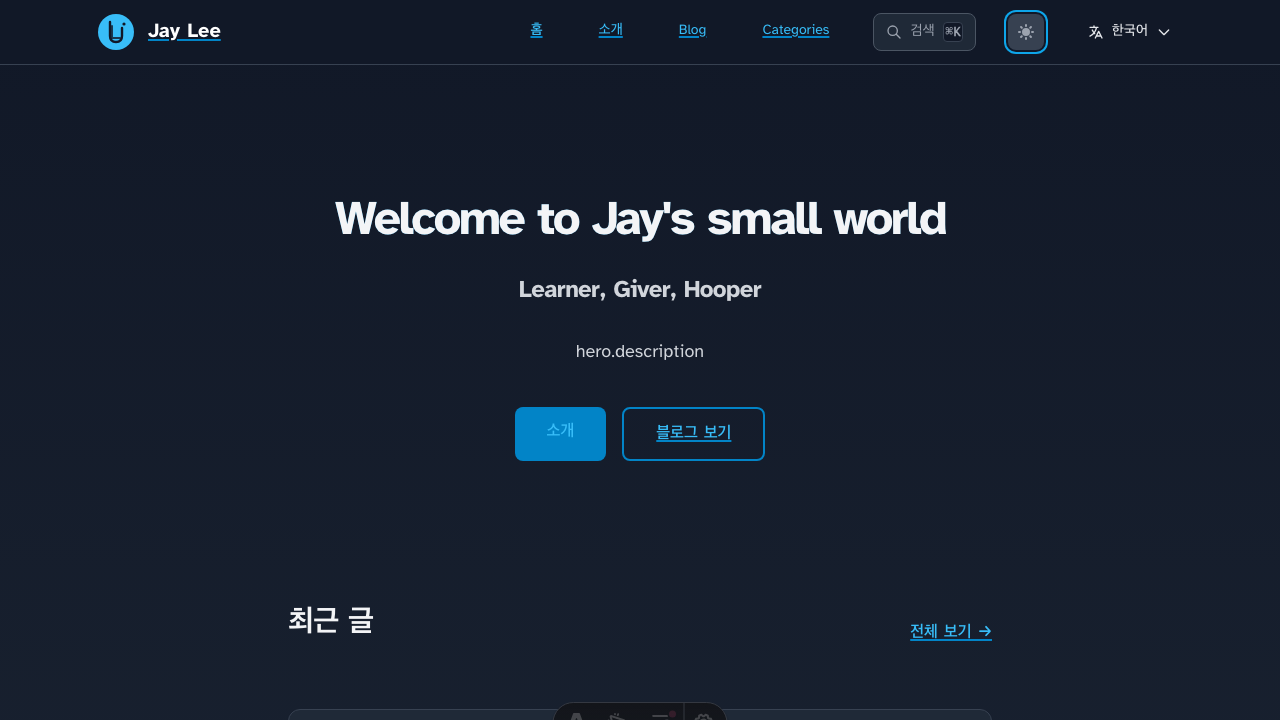 Jay Lee
홈
소개
Blog
Categories
검색
⌘K
한국어
Welcome to Jay's small world
Learner, Giver, Hooper
hero.description
소개
블로그 보기
최근 글
전체 보기 →